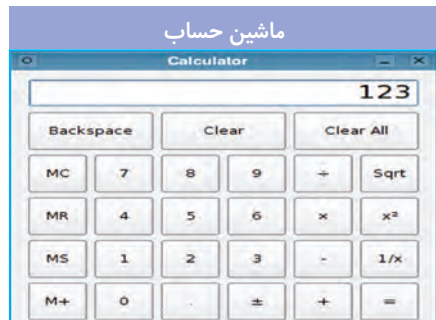 ماشین حساب
Calculator
123
Backspace Clear Clear All
MC 7 8 9 ÷ Sqrt
MR 4 5 6 × x²
MS 1 2 3 - 1/x
M+ 0 . ± + =